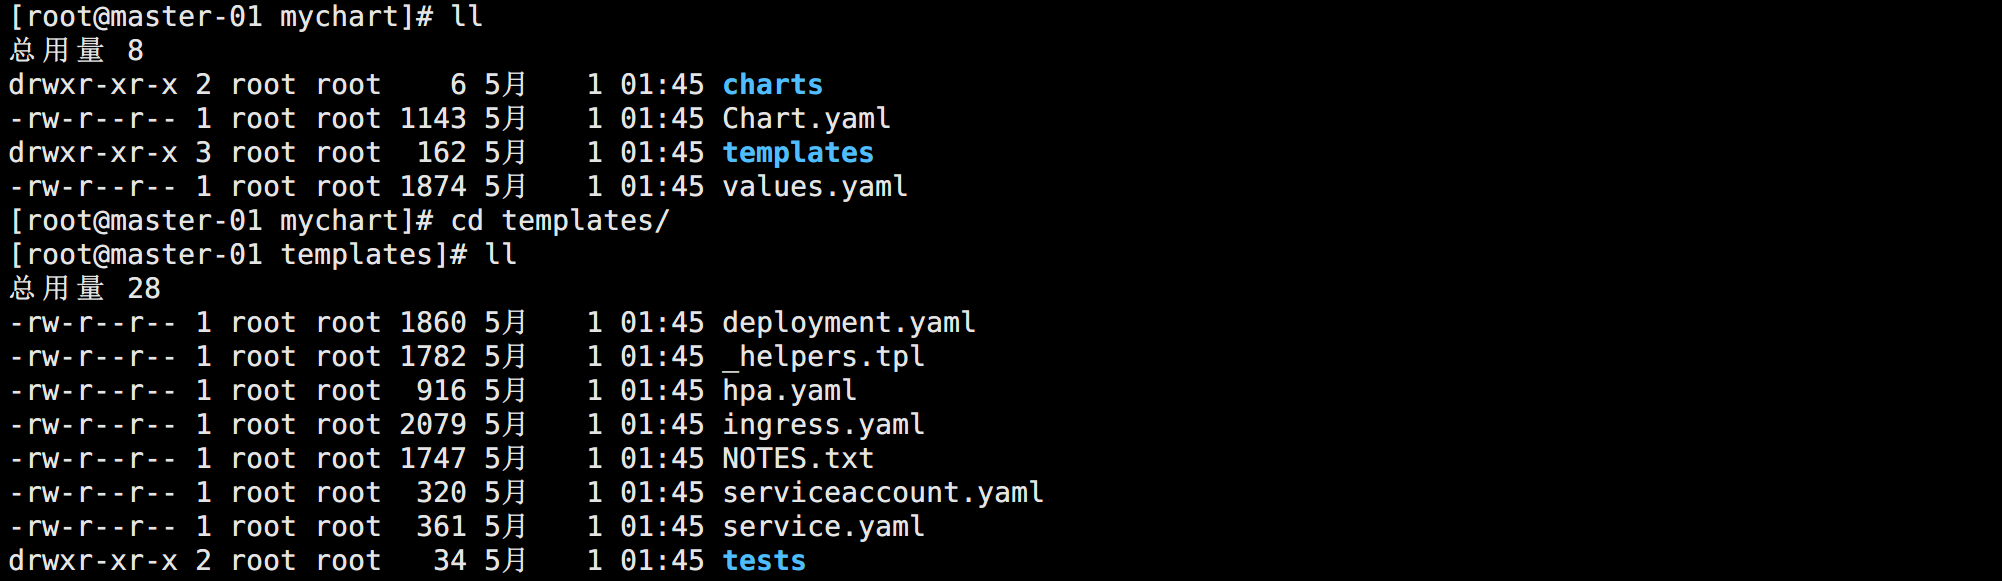 [root@master-01 mychart]# ll
总用量 8
drwxr-xr-x 2 root root    6 5月   1 01:45 charts
-rw-r--r-- 1 root root 1143 5月   1 01:45 Chart.yaml
drwxr-xr-x 3 root root  162 5月   1 01:45 templates
-rw-r--r-- 1 root root 1874 5月   1 01:45 values.yaml
[root@master-01 mychart]# cd templates/
[root@master-01 templates]# ll
总用量 28
-rw-r--r-- 1 root root 1860 5月   1 01:45 deployment.yaml
-rw-r--r-- 1 root root 1782 5月   1 01:45 _helpers.tpl
-rw-r--r-- 1 root root  916 5月   1 01:45 hpa.yaml
-rw-r--r-- 1 root root 2079 5月   1 01:45 ingress.yaml
-rw-r--r-- 1 root root 1747 5月   1 01:45 NOTES.txt
-rw-r--r-- 1 root root  320 5月   1 01:45 serviceaccount.yaml
-rw-r--r-- 1 root root  361 5月   1 01:45 service.yaml
drwxr-xr-x 2 root root   34 5月   1 01:45 tests